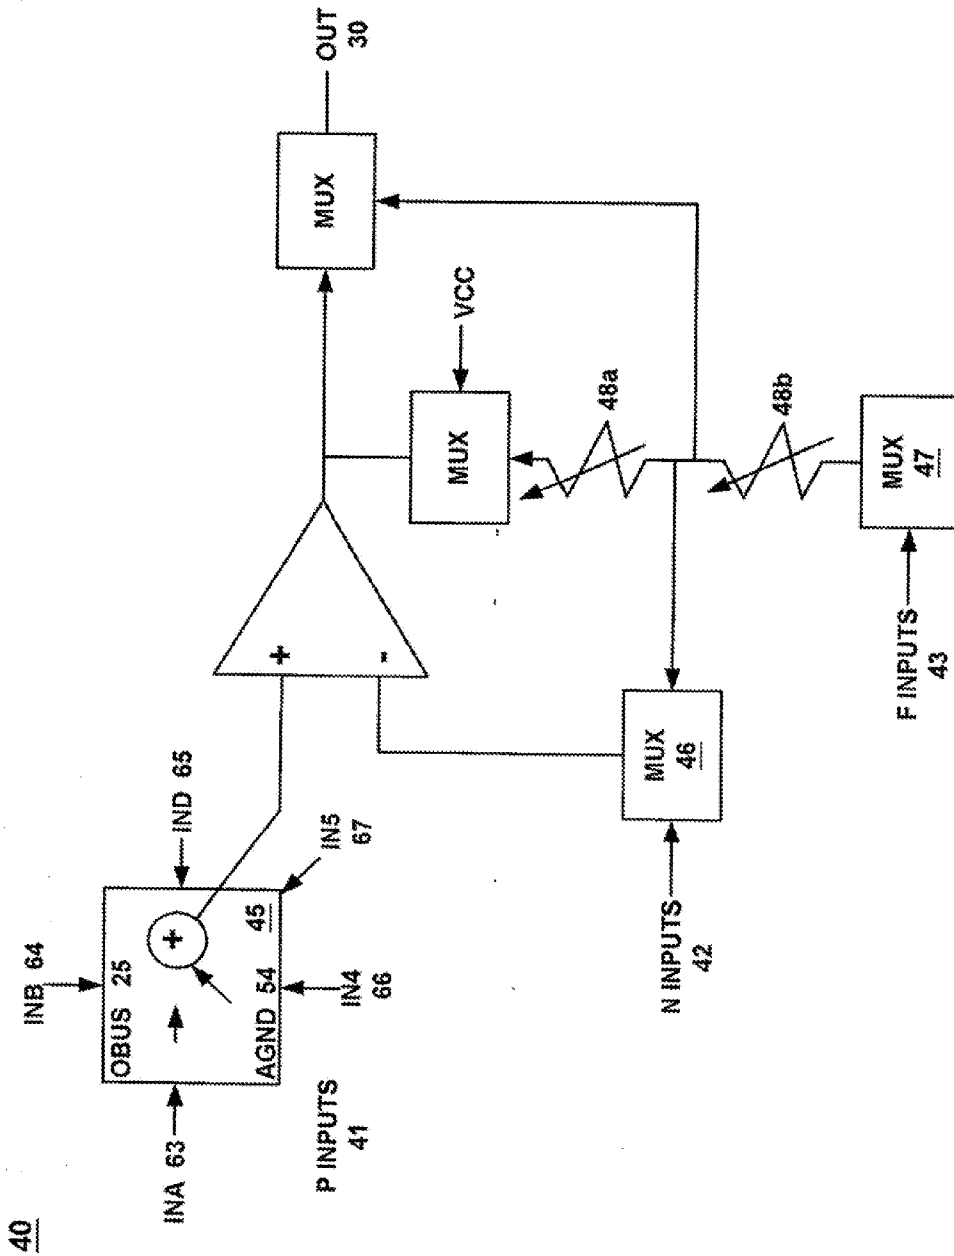 40
INA 63
INB 64
OBUS 25
+
AGND 54
45
IND 65
IN4
66
IN5
67
P INPUTS
41
+
-
MUX
OUT
30
MUX
VCC
48a
48b
N INPUTS
42
MUX
46
F INPUTS
43
MUX
47